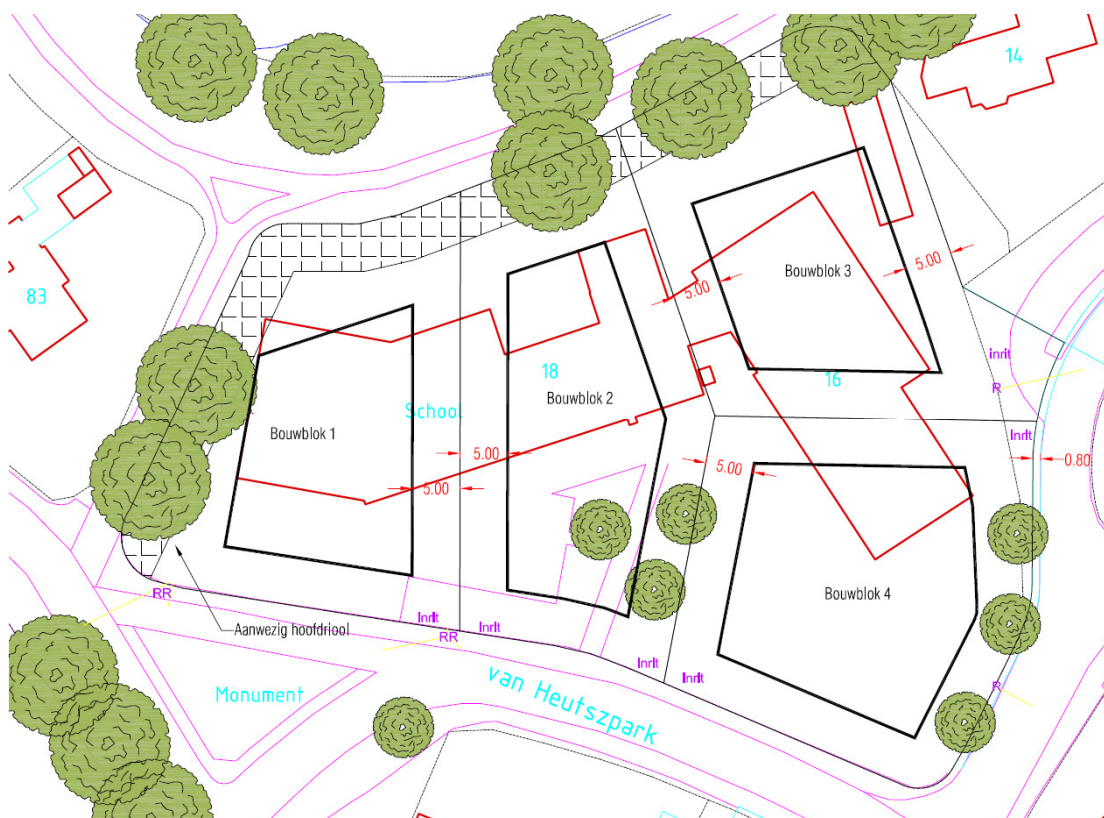 14
83
Bouwblok 3
5.00
5.00
Inrit
R
18
16
Bouwblok 2
School
Bouwblok 1
Inrit
5.00
5.00
5.00
0.80
Bouwblok 4
RR
Aanwezig hoofdriool
Inrit
RR
Inrit
Inrit
Inrit
R
Monument
van Heutszpark